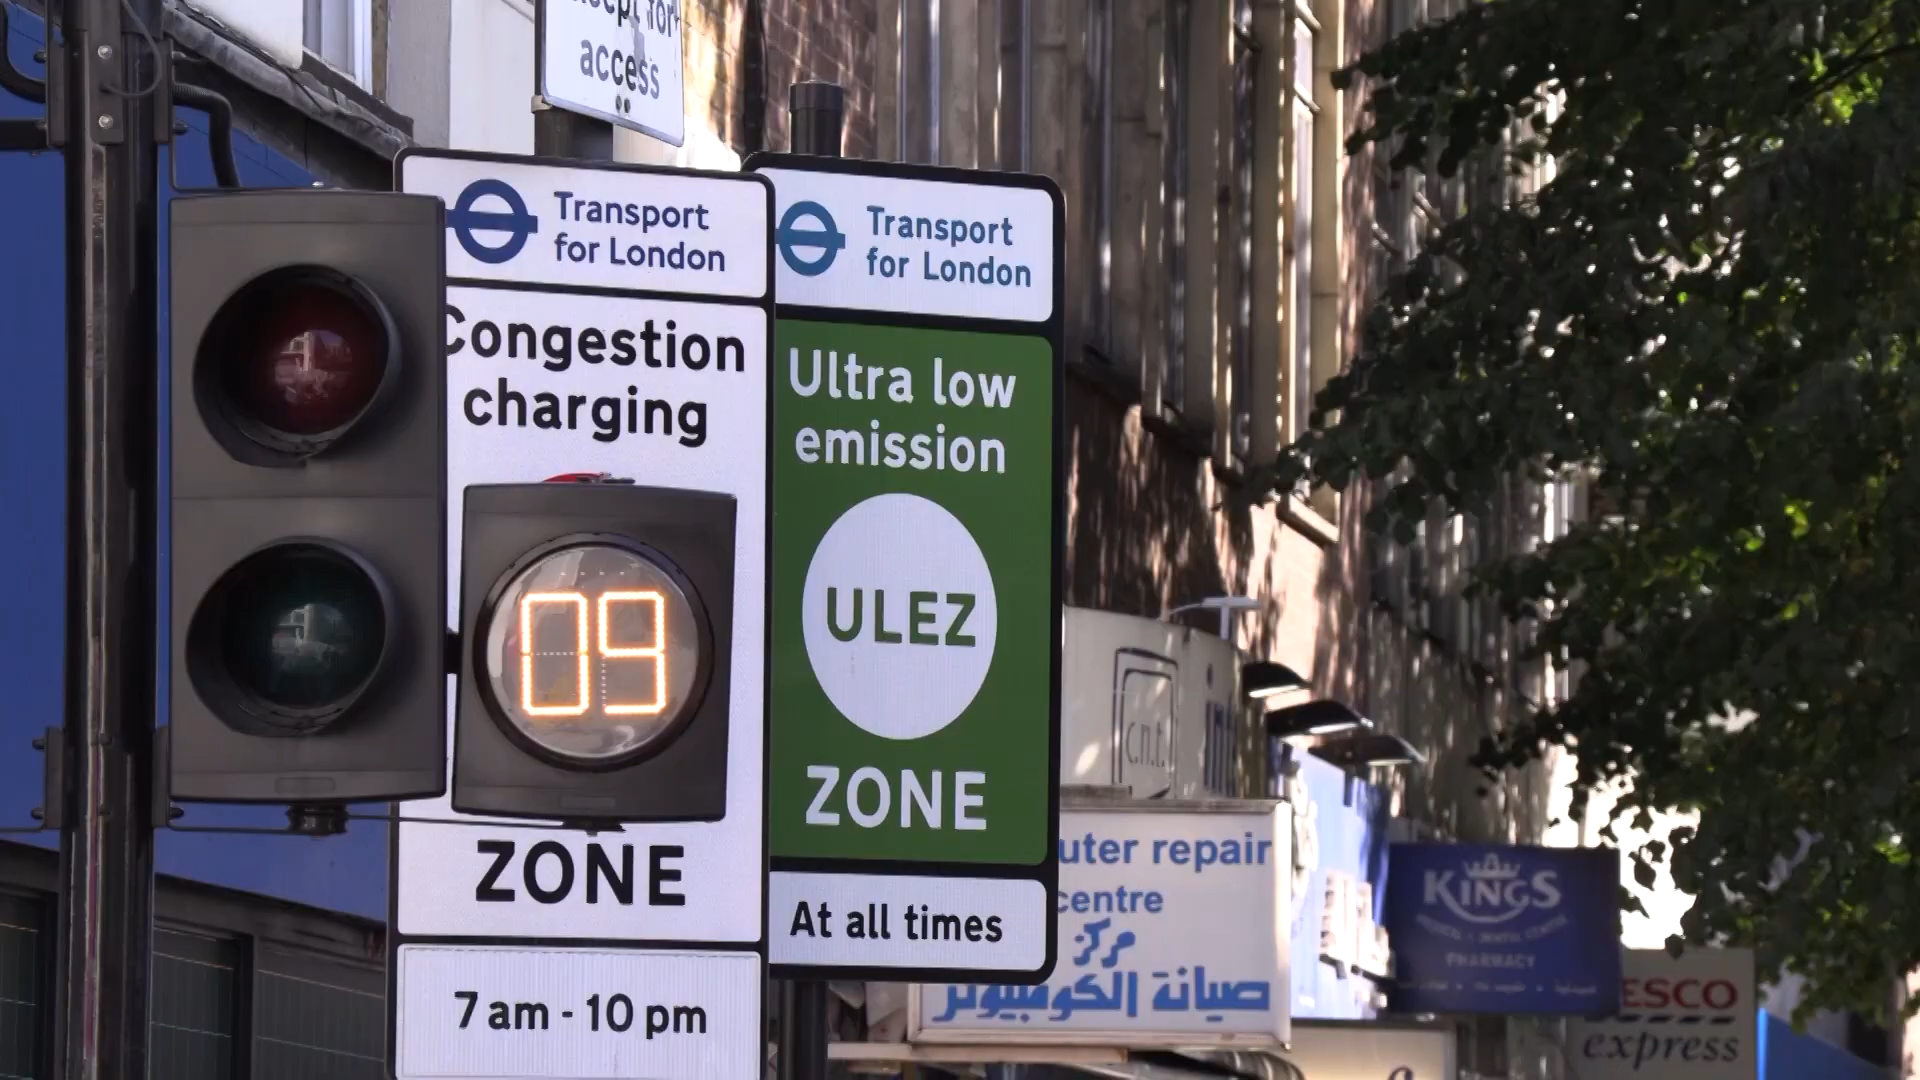 access
Transport
for London
Congestion
charging
09
ZONE
7 am - 10 pm
Transport
for London
Ultra low
emission
ULEZ
ZONE
At all times
c.n.t.
uter repair
centre
مركز
صيانة الكومبيوتر
KINGS
PHARMACY
ESCO
express